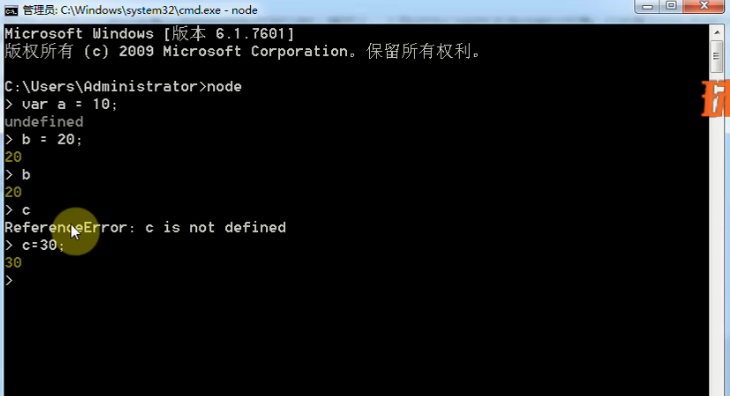 管理员: C:\Windows\system32\cmd.exe - node
Microsoft Windows [版本 6.1.7601]
版权所有 (c) 2009 Microsoft Corporation。保留所有权利。
C:\Users\Administrator>node
> var a = 10;
undefined
> b = 20;
20
> b
20
> c
ReferenceError: c is not defined
> c=30;
30
>